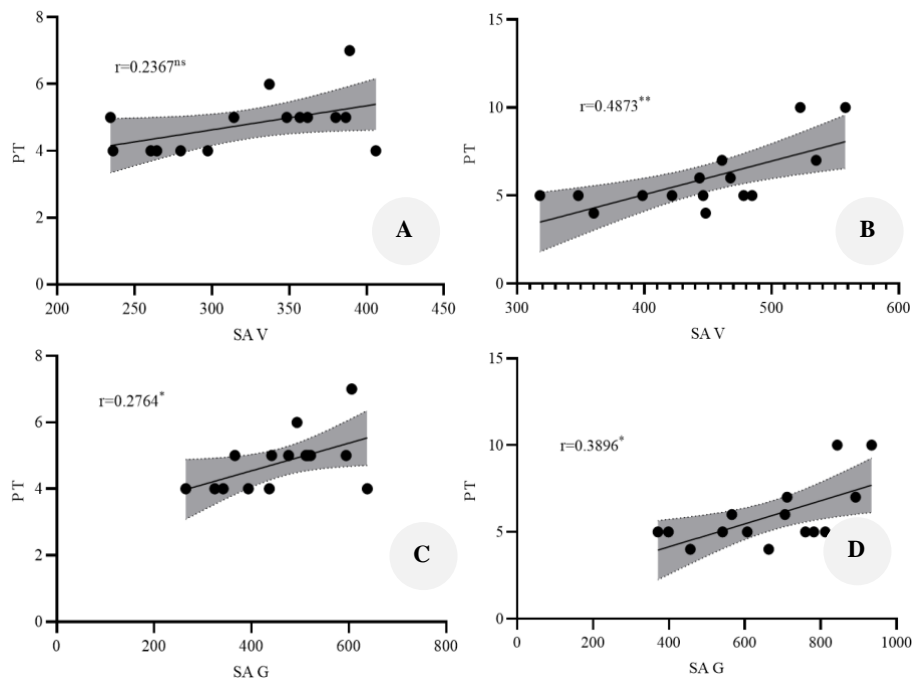 8
6
4
2
0
PT
r=0.2367ns
A
200 250 300 350 400 450
SA V
15
10
5
0
PT
r=0.4873**
B
300 400 500 600
SA V
8
6
4
2
0
PT
r=0.2764*
C
0 200 400 600 800
SA G
15
10
5
0
PT
r=0.3896*
D
0 200 400 600 800 1000
SA G